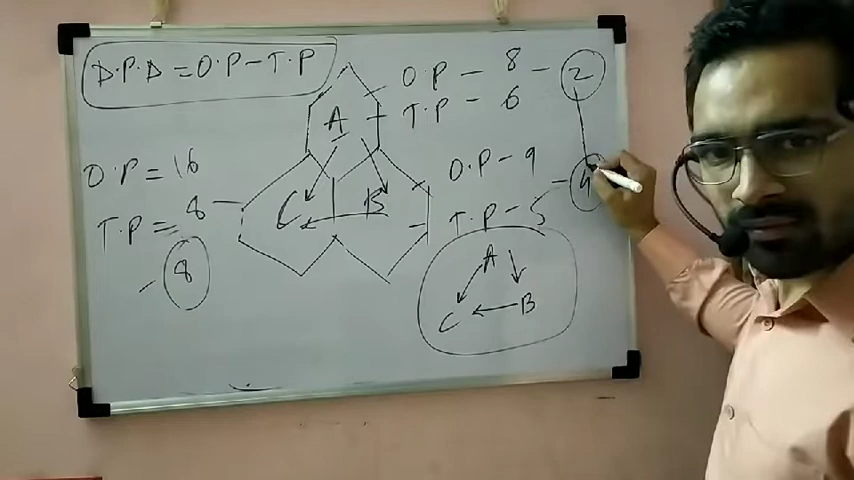 D.P.D = O.P - T.P
O.P - 8 - 2
T.P - 6
A
O.P = 16
T.P = 8
- 8
C B
O.P - 9
T.P - 5 - 4
A
C B